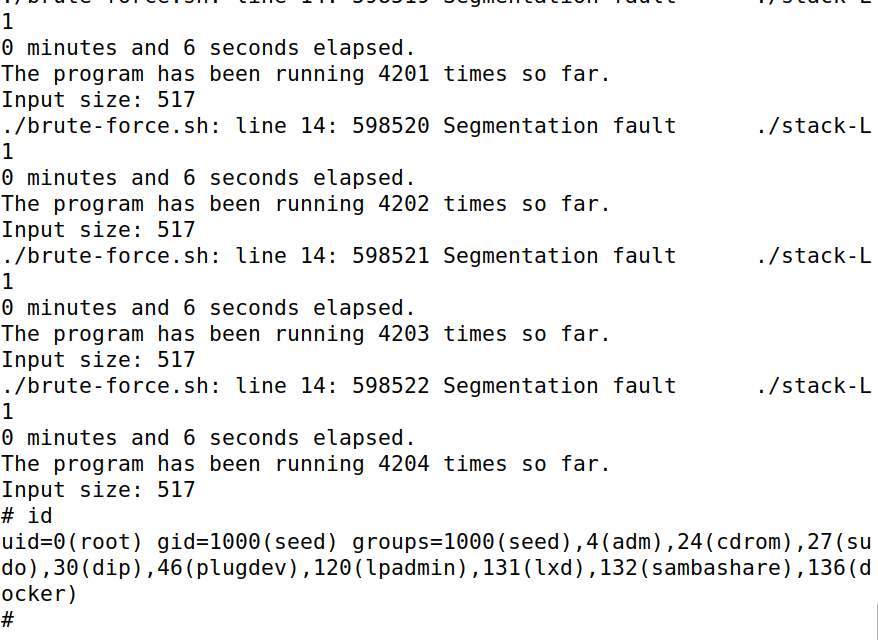 ./brute-force.sh: line 14: 598519 Segmentation fault      ./stack-L
1
0 minutes and 6 seconds elapsed.
The program has been running 4201 times so far.
Input size: 517
./brute-force.sh: line 14: 598520 Segmentation fault      ./stack-L
1
0 minutes and 6 seconds elapsed.
The program has been running 4202 times so far.
Input size: 517
./brute-force.sh: line 14: 598521 Segmentation fault      ./stack-L
1
0 minutes and 6 seconds elapsed.
The program has been running 4203 times so far.
Input size: 517
./brute-force.sh: line 14: 598522 Segmentation fault      ./stack-L
1
0 minutes and 6 seconds elapsed.
The program has been running 4204 times so far.
Input size: 517
# id
uid=0(root) gid=1000(seed) groups=1000(seed),4(adm),24(cdrom),27(su
do),30(dip),46(plugdev),120(lpadmin),131(lxd),132(sambashare),136(d
ocker)
#